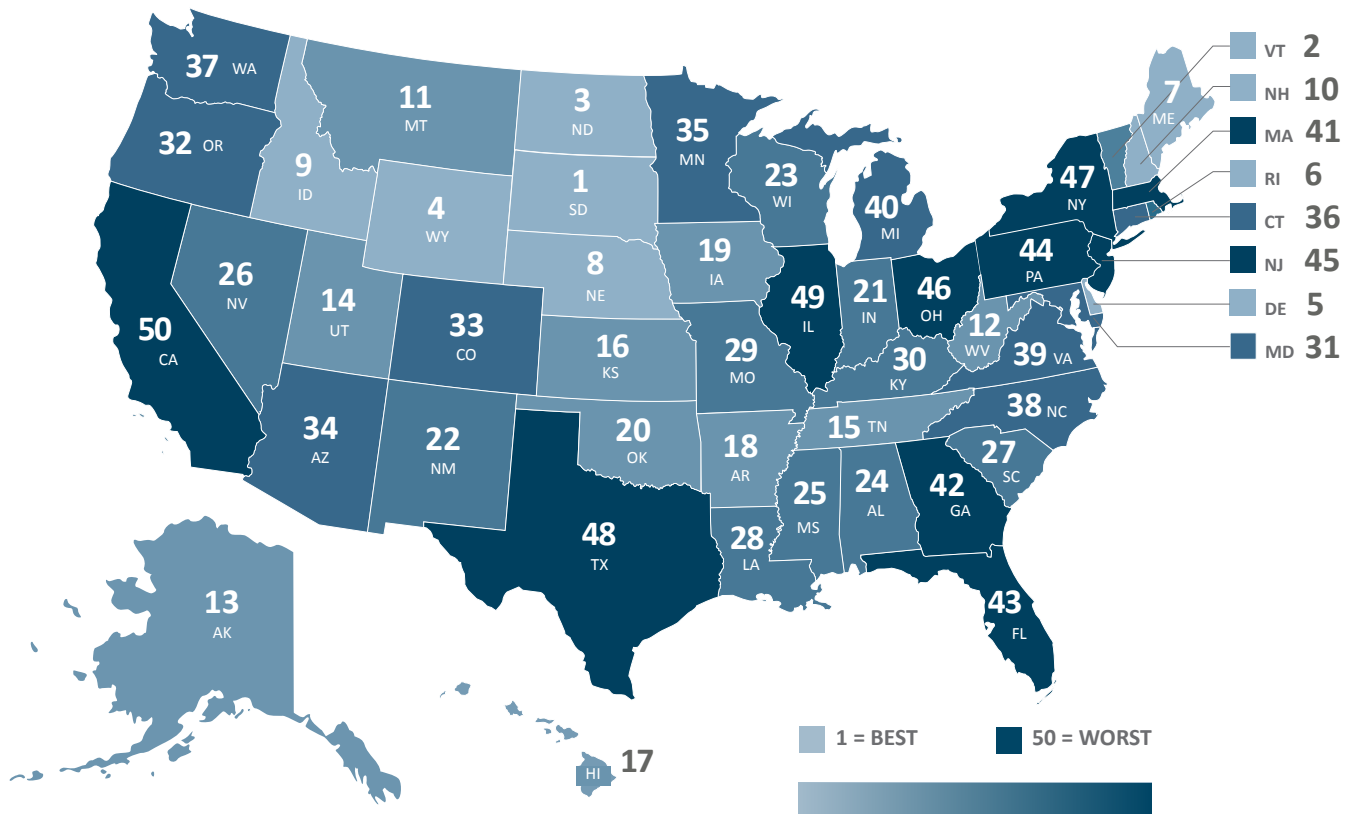 37 WA
32 OR
50
CA
26
NV
9
ID
11
MT
4
WY
14
UT
33
CO
34
AZ
22
NM
3
ND
1
SD
8
NE
16
KS
20
OK
48
TX
35
MN
19
IA
29
MO
18
AR
28
LA
23
WI
49
IL
40
MI
21
IN
46
OH
30
KY
15 TN
25
MS
24
AL
42
GA
43
FL
27
SC
38 NC
39 VA
12
WV
44
PA
47
NY
7
ME
VT 2
NH 10
MA 41
RI 6
CT 36
NJ 45
DE 5
MD 31
13
AK
HI 17
1 = BEST
50 = WORST